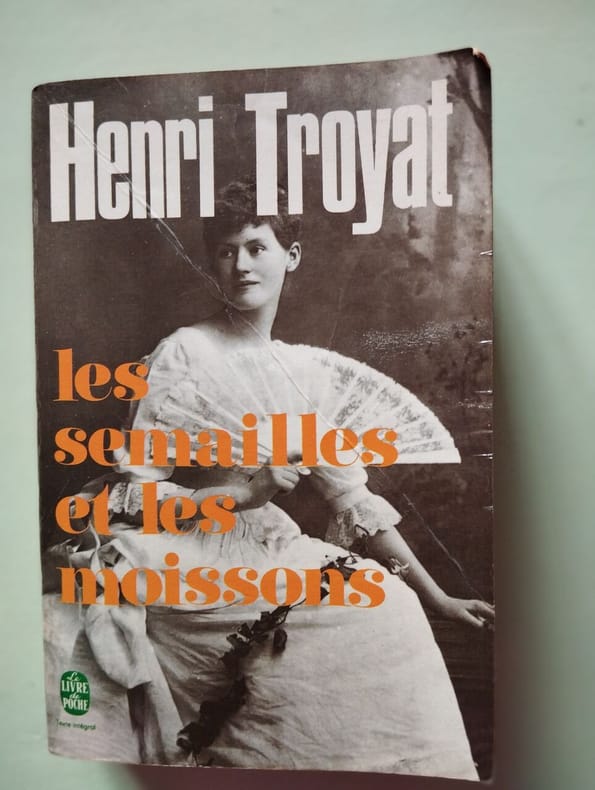 Henri Troyat
les
semailles
et les
moissons
Le
LIVRE
de
POCHE
Texte intégral